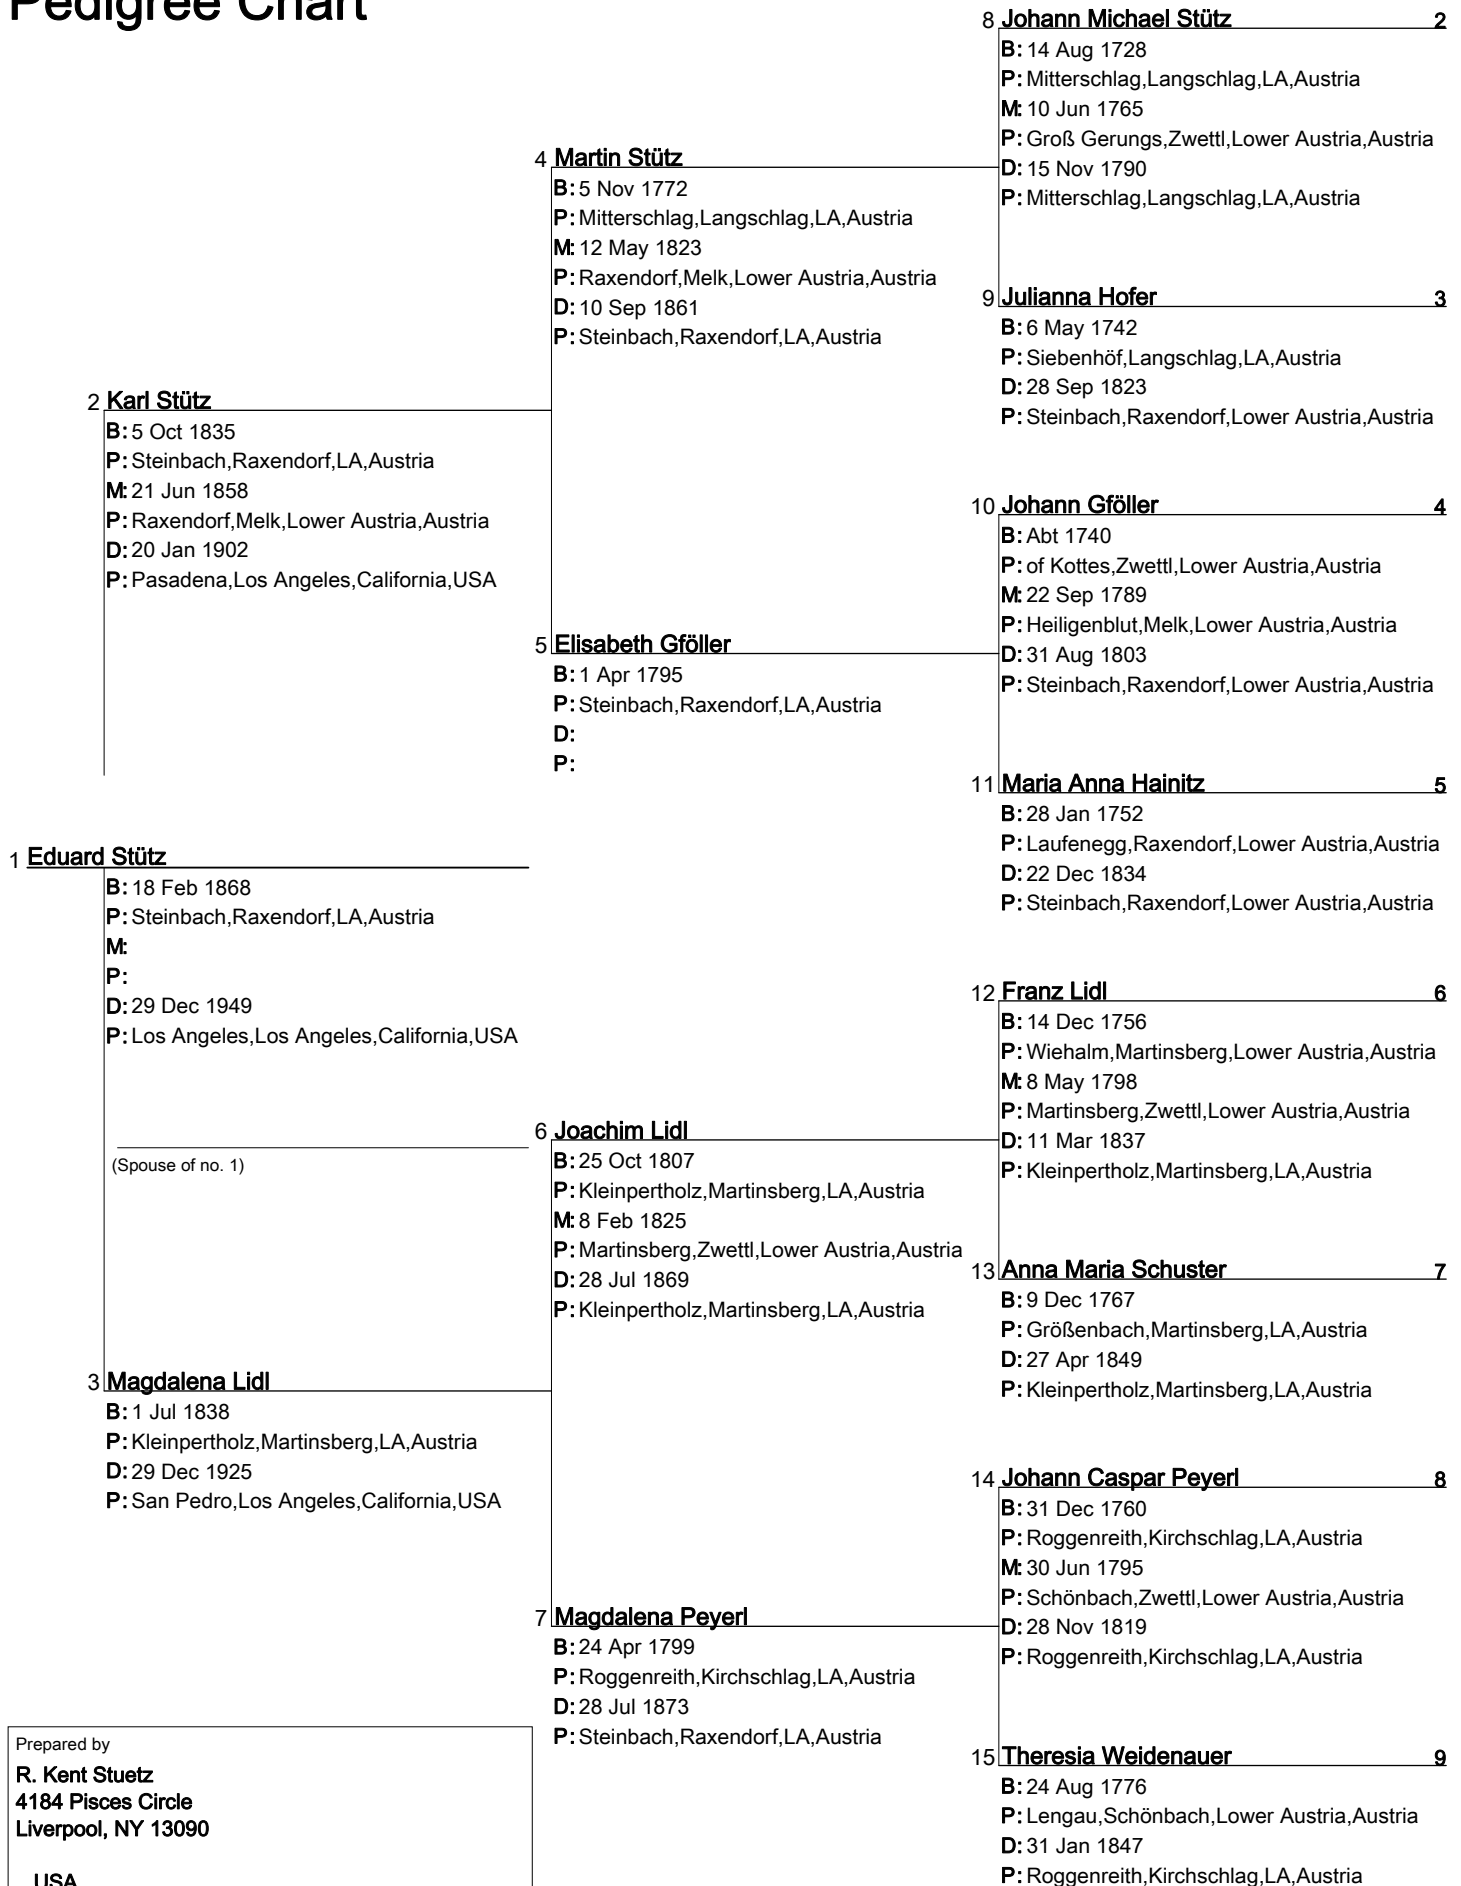 Pedigree Chart
8 Johann Michael Stütz 2
B: 14 Aug 1728
P: Mitterschlag,Langschlag,LA,Austria
M: 10 Jun 1765
P: Groß Gerungs,Zwettl,Lower Austria,Austria
D: 15 Nov 1790
P: Mitterschlag,Langschlag,LA,Austria
4 Martin Stütz
B: 5 Nov 1772
P: Mitterschlag,Langschlag,LA,Austria
M: 12 May 1823
P: Raxendorf,Melk,Lower Austria,Austria
D: 10 Sep 1861
P: Steinbach,Raxendorf,LA,Austria
9 Julianna Hofer 3
B: 6 May 1742
P: Siebenhöf,Langschlag,LA,Austria
D: 28 Sep 1823
P: Steinbach,Raxendorf,Lower Austria,Austria
2 Karl Stütz
B: 5 Oct 1835
P: Steinbach,Raxendorf,LA,Austria
M: 21 Jun 1858
P: Raxendorf,Melk,Lower Austria,Austria
D: 20 Jan 1902
P: Pasadena,Los Angeles,California,USA
10 Johann Gföller 4
B: Abt 1740
P: of Kottes,Zwettl,Lower Austria,Austria
M: 22 Sep 1789
P: Heiligenblut,Melk,Lower Austria,Austria
D: 31 Aug 1803
P: Steinbach,Raxendorf,Lower Austria,Austria
5 Elisabeth Gföller
B: 1 Apr 1795
P: Steinbach,Raxendorf,LA,Austria
D:
P:
11 Maria Anna Hainitz 5
B: 28 Jan 1752
P: Laufenegg,Raxendorf,Lower Austria,Austria
D: 22 Dec 1834
P: Steinbach,Raxendorf,Lower Austria,Austria
1 Eduard Stütz
B: 18 Feb 1868
P: Steinbach,Raxendorf,LA,Austria
M:
P:
D: 29 Dec 1949
P: Los Angeles,Los Angeles,California,USA
(Spouse of no. 1)
12 Franz Lidl 6
B: 14 Dec 1756
P: Wiehalm,Martinsberg,Lower Austria,Austria
M: 8 May 1798
P: Martinsberg,Zwettl,Lower Austria,Austria
D: 11 Mar 1837
P: Kleinpertholz,Martinsberg,LA,Austria
6 Joachim Lidl
B: 25 Oct 1807
P: Kleinpertholz,Martinsberg,LA,Austria
M: 8 Feb 1825
P: Martinsberg,Zwettl,Lower Austria,Austria
D: 28 Jul 1869
P: Kleinpertholz,Martinsberg,LA,Austria
13 Anna Maria Schuster 7
B: 9 Dec 1767
P: Größenbach,Martinsberg,LA,Austria
D: 27 Apr 1849
P: Kleinpertholz,Martinsberg,LA,Austria
3 Magdalena Lidl
B: 1 Jul 1838
P: Kleinpertholz,Martinsberg,LA,Austria
D: 29 Dec 1925
P: San Pedro,Los Angeles,California,USA
14 Johann Caspar Peyerl 8
B: 31 Dec 1760
P: Roggenreith,Kirchschlag,LA,Austria
M: 30 Jun 1795
P: Schönbach,Zwettl,Lower Austria,Austria
D: 28 Nov 1819
P: Roggenreith,Kirchschlag,LA,Austria
7 Magdalena Peyerl
B: 24 Apr 1799
P: Roggenreith,Kirchschlag,LA,Austria
D: 28 Jul 1873
P: Steinbach,Raxendorf,LA,Austria
15 Theresia Weidenauer 9
B: 24 Aug 1776
P: Lengau,Schönbach,Lower Austria,Austria
D: 31 Jan 1847
P: Roggenreith,Kirchschlag,LA,Austria
Prepared by
R. Kent Stuetz
4184 Pisces Circle
Liverpool, NY 13090
USA